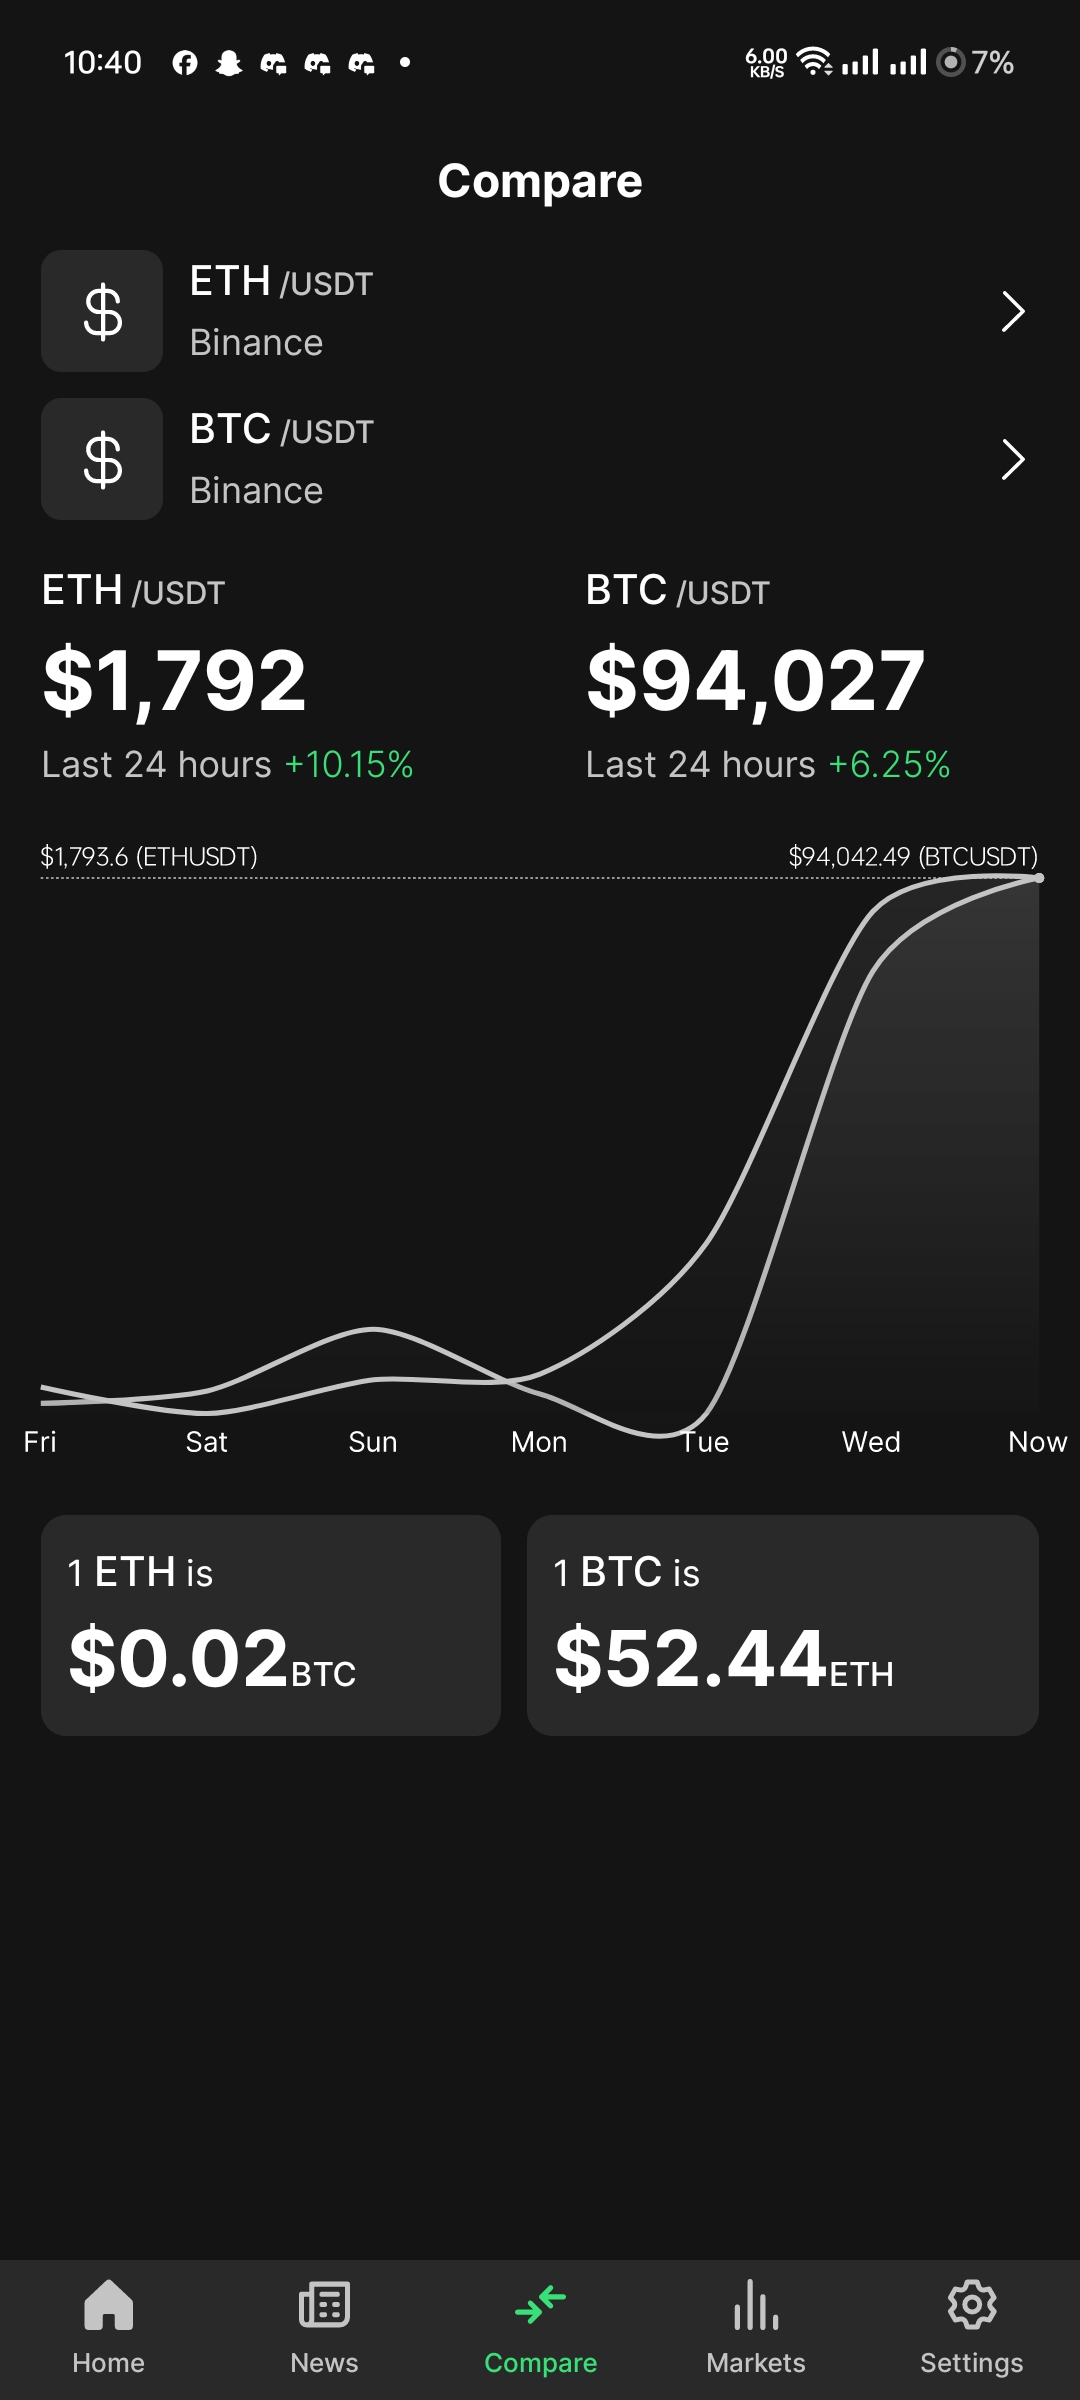 10:40 6.00 KB/S 7%
Compare
ETH /USDT
Binance
BTC /USDT
Binance
ETH /USDT
$1,792
Last 24 hours +10.15%
BTC /USDT
$94,027
Last 24 hours +6.25%
$1,793.6 (ETHUSDT) $94,042.49 (BTCUSDT)
Fri Sat Sun Mon Tue Wed Now
1 ETH is
$0.02BTC
1 BTC is
$52.44ETH
Home News Compare Markets Settings